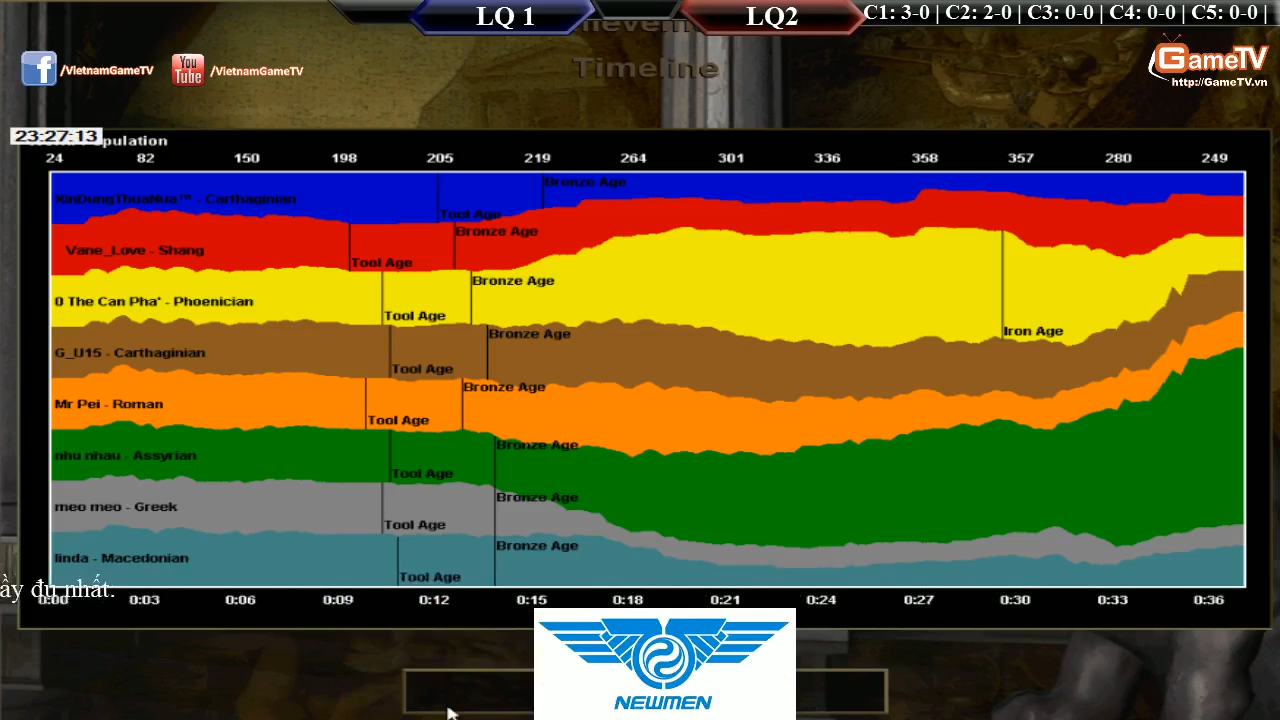 LQ 1
LQ2
C1: 3-0 | C2: 2-0 | C3: 0-0 | C4: 0-0 | C5: 0-0 |
Timeline
/VietnamGameTV
You Tube
/VietnamGameTV
GameTV
http://GameTV.vn
23:27:13
24 82 150 198 205 219 264 301 336 358 357 280 249
Bronze Age
XinDungThuaNua™ - Carthaginian
Tool Age
Bronze Age
Vane_Love - Shang
Tool Age
Bronze Age
0 The Can Pha' - Phoenician
Tool Age
Iron Age
Bronze Age
G_U15 - Carthaginian
Tool Age
Bronze Age
Mr Pei - Roman
Tool Age
Bronze Age
nhu nhau - Assyrian
Tool Age
Bronze Age
meo meo - Greek
Tool Age
Bronze Age
linda - Macedonian
Tool Age
đủ nhất.
0:00 0:03 0:06 0:09 0:12 0:15 0:18 0:21 0:24 0:27 0:30 0:33 0:36
NEWMEN